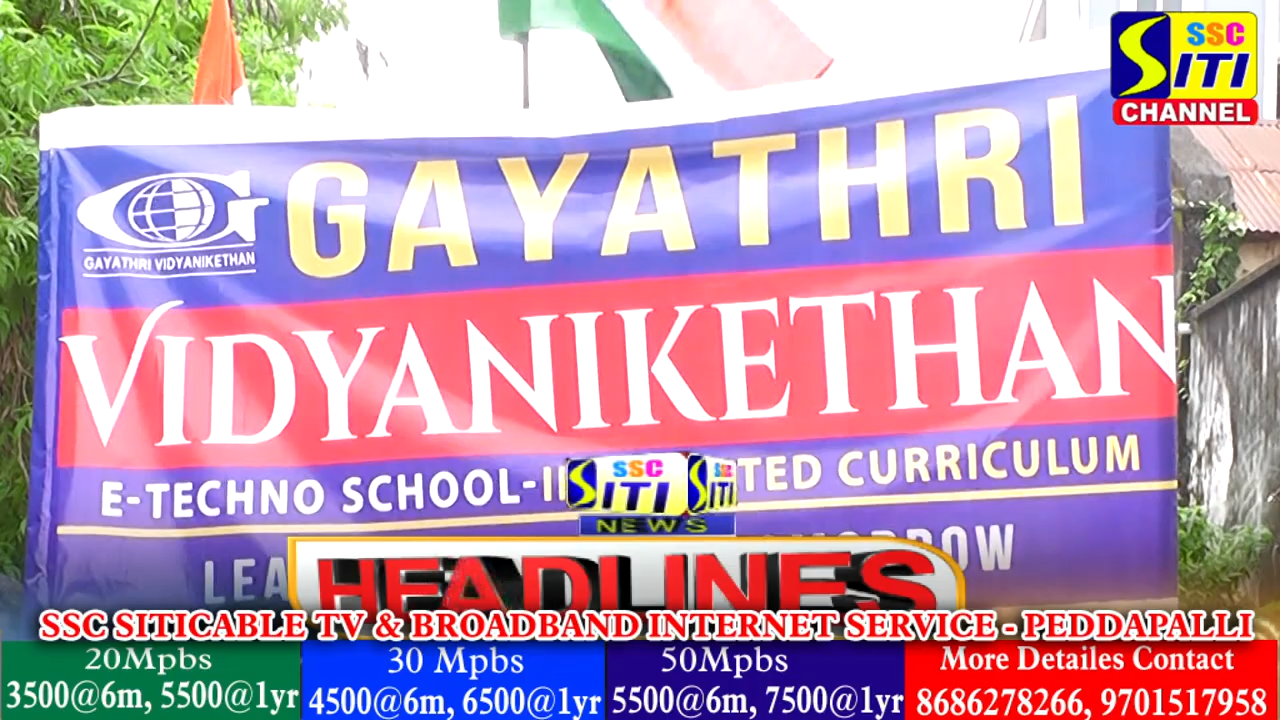 SSC
SITI
CHANNEL
GAYATHRI
G
GAYATHRI VIDYANIKETHAN
VIDYANIKETHAN
E-TECHNO SCHOOL-I TED CURRICULUM
SSC
SITI
SITI
NEWS
LEA
HEADLINES
SSC SITICABLE TV & BROADBAND INTERNET SERVICE - PEDDAPALLI
20Mpbs
3500@6m, 5500@1yr
30 Mpbs
4500@6m, 6500@1yr
50Mpbs
5500@6m, 7500@1yr
More Detailes Contact
8686278266, 9701517958